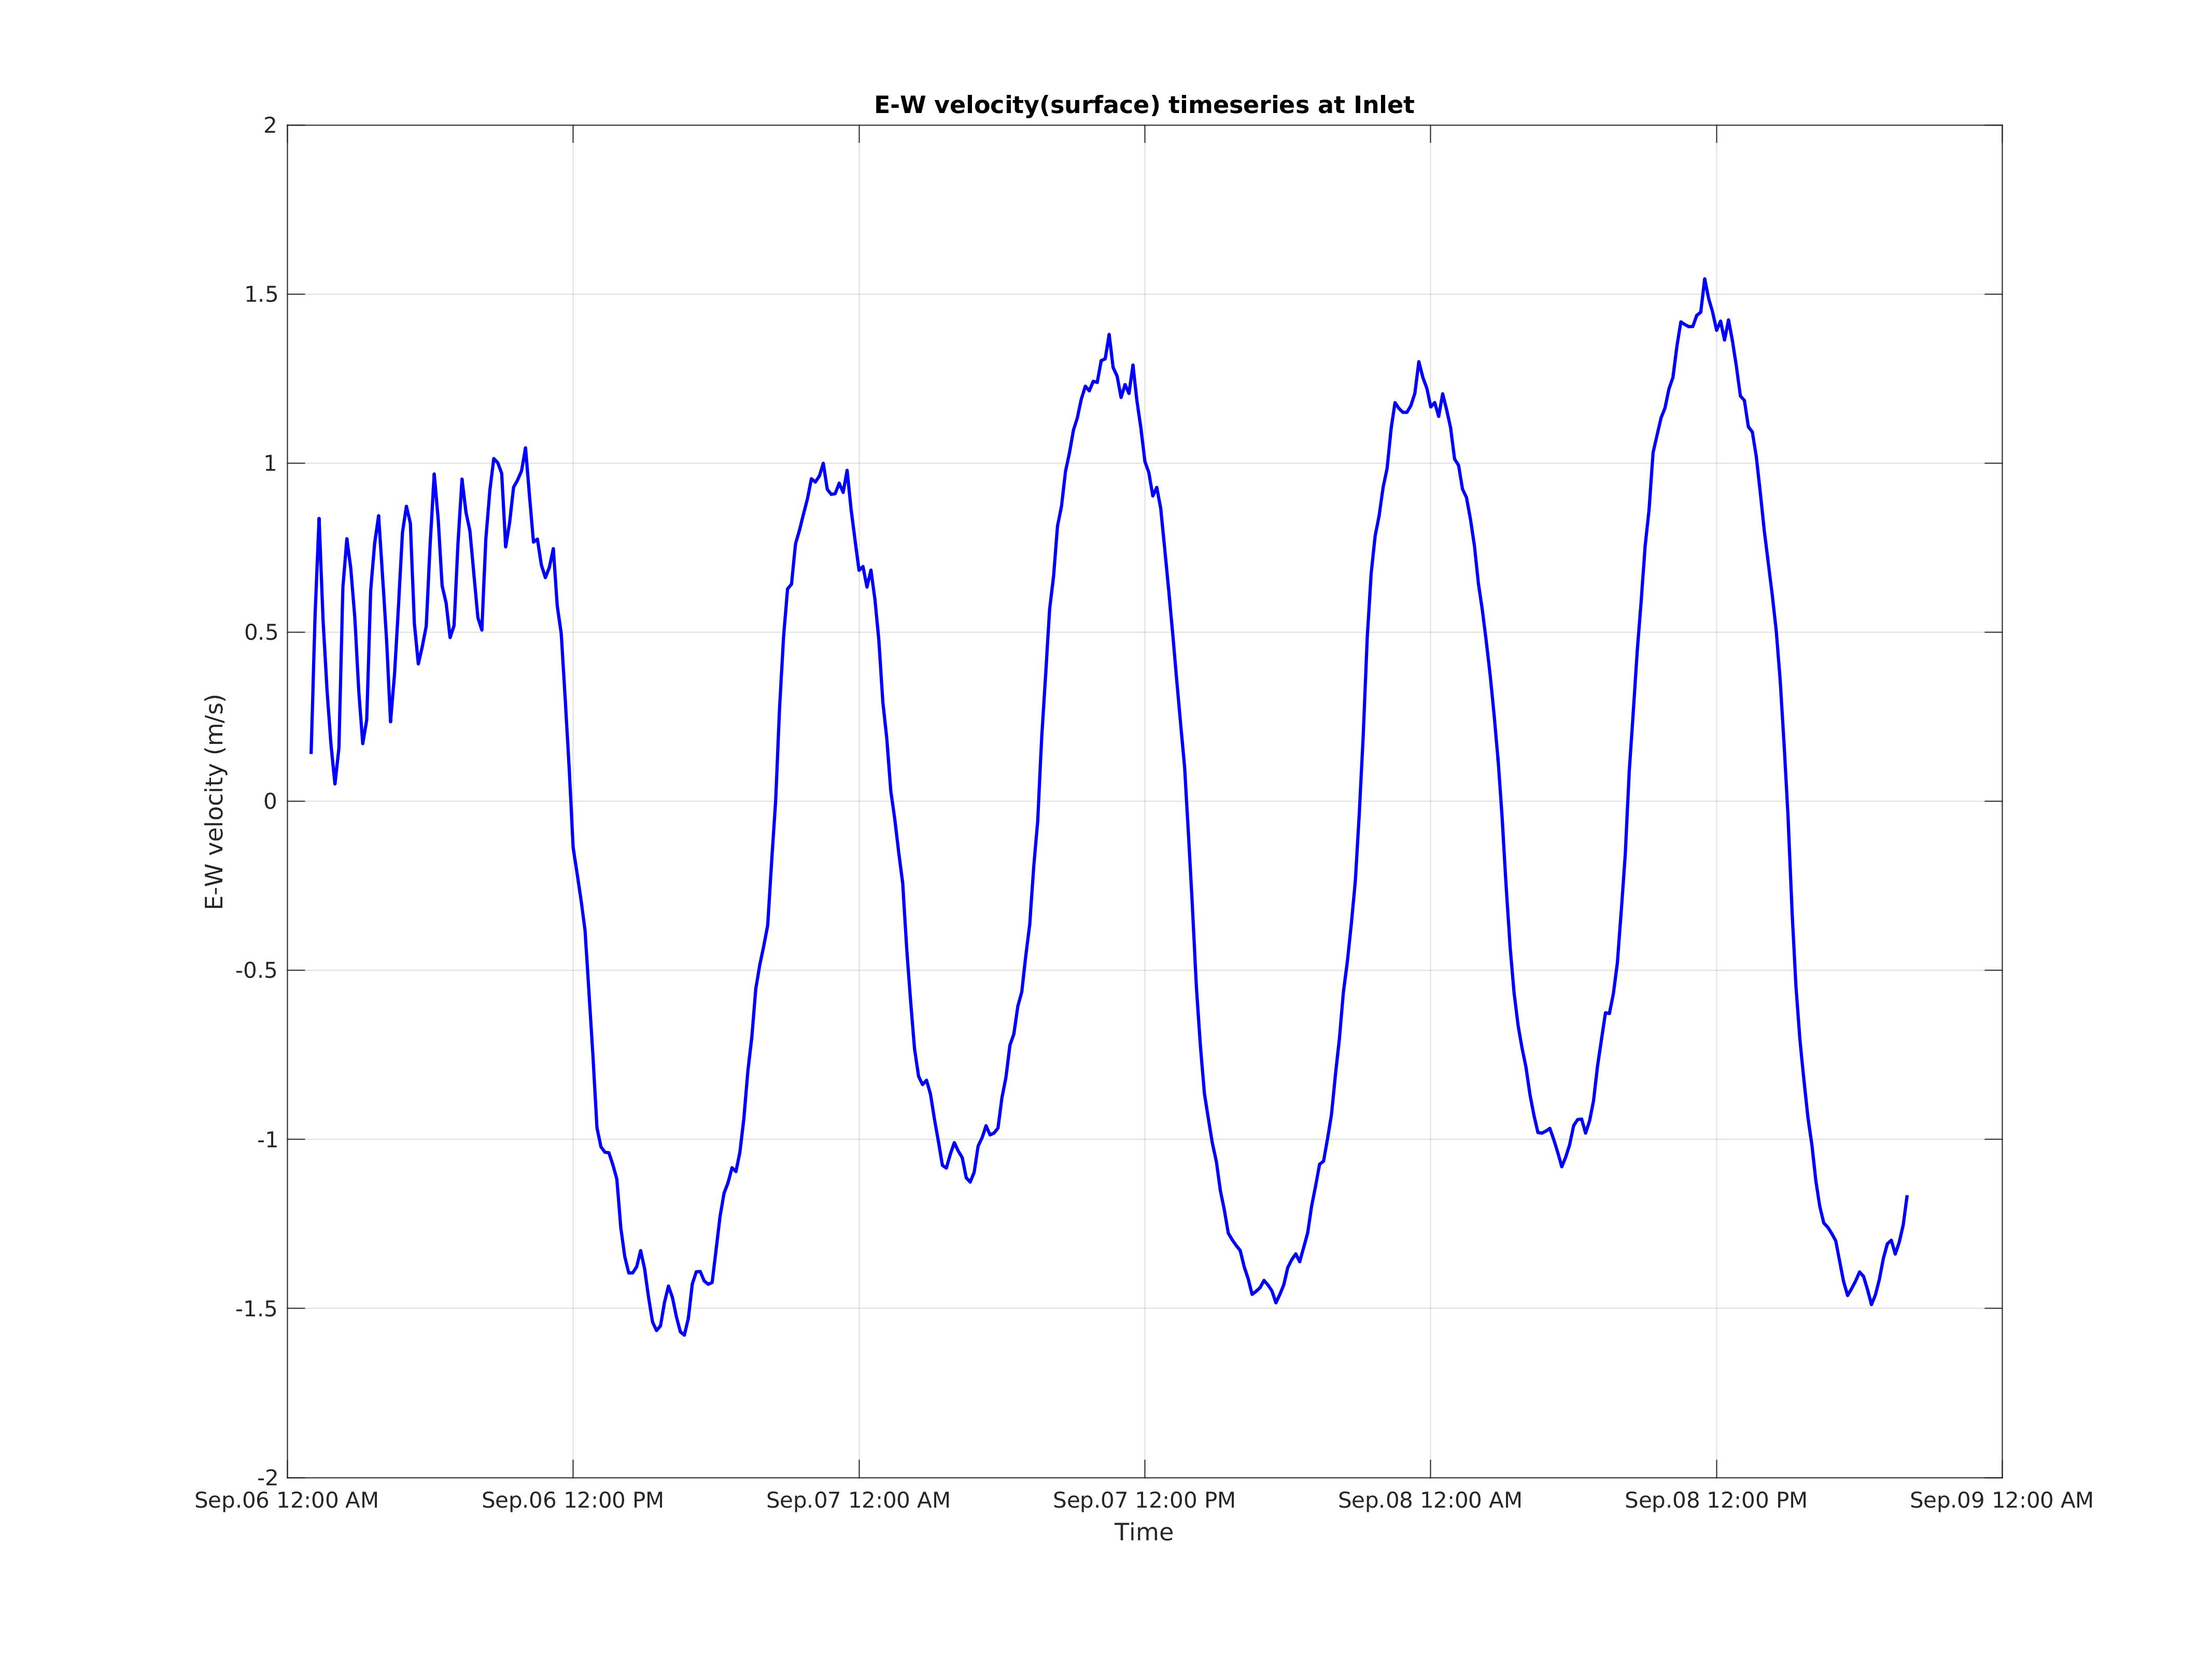 E-W velocity(surface) timeseries at Inlet
2
1.5
1
0.5
0
-0.5
-1
-1.5
-2
E-W velocity (m/s)
Sep.06 12:00 AM Sep.06 12:00 PM Sep.07 12:00 AM Sep.07 12:00 PM Sep.08 12:00 AM Sep.08 12:00 PM Sep.09 12:00 AM
Time